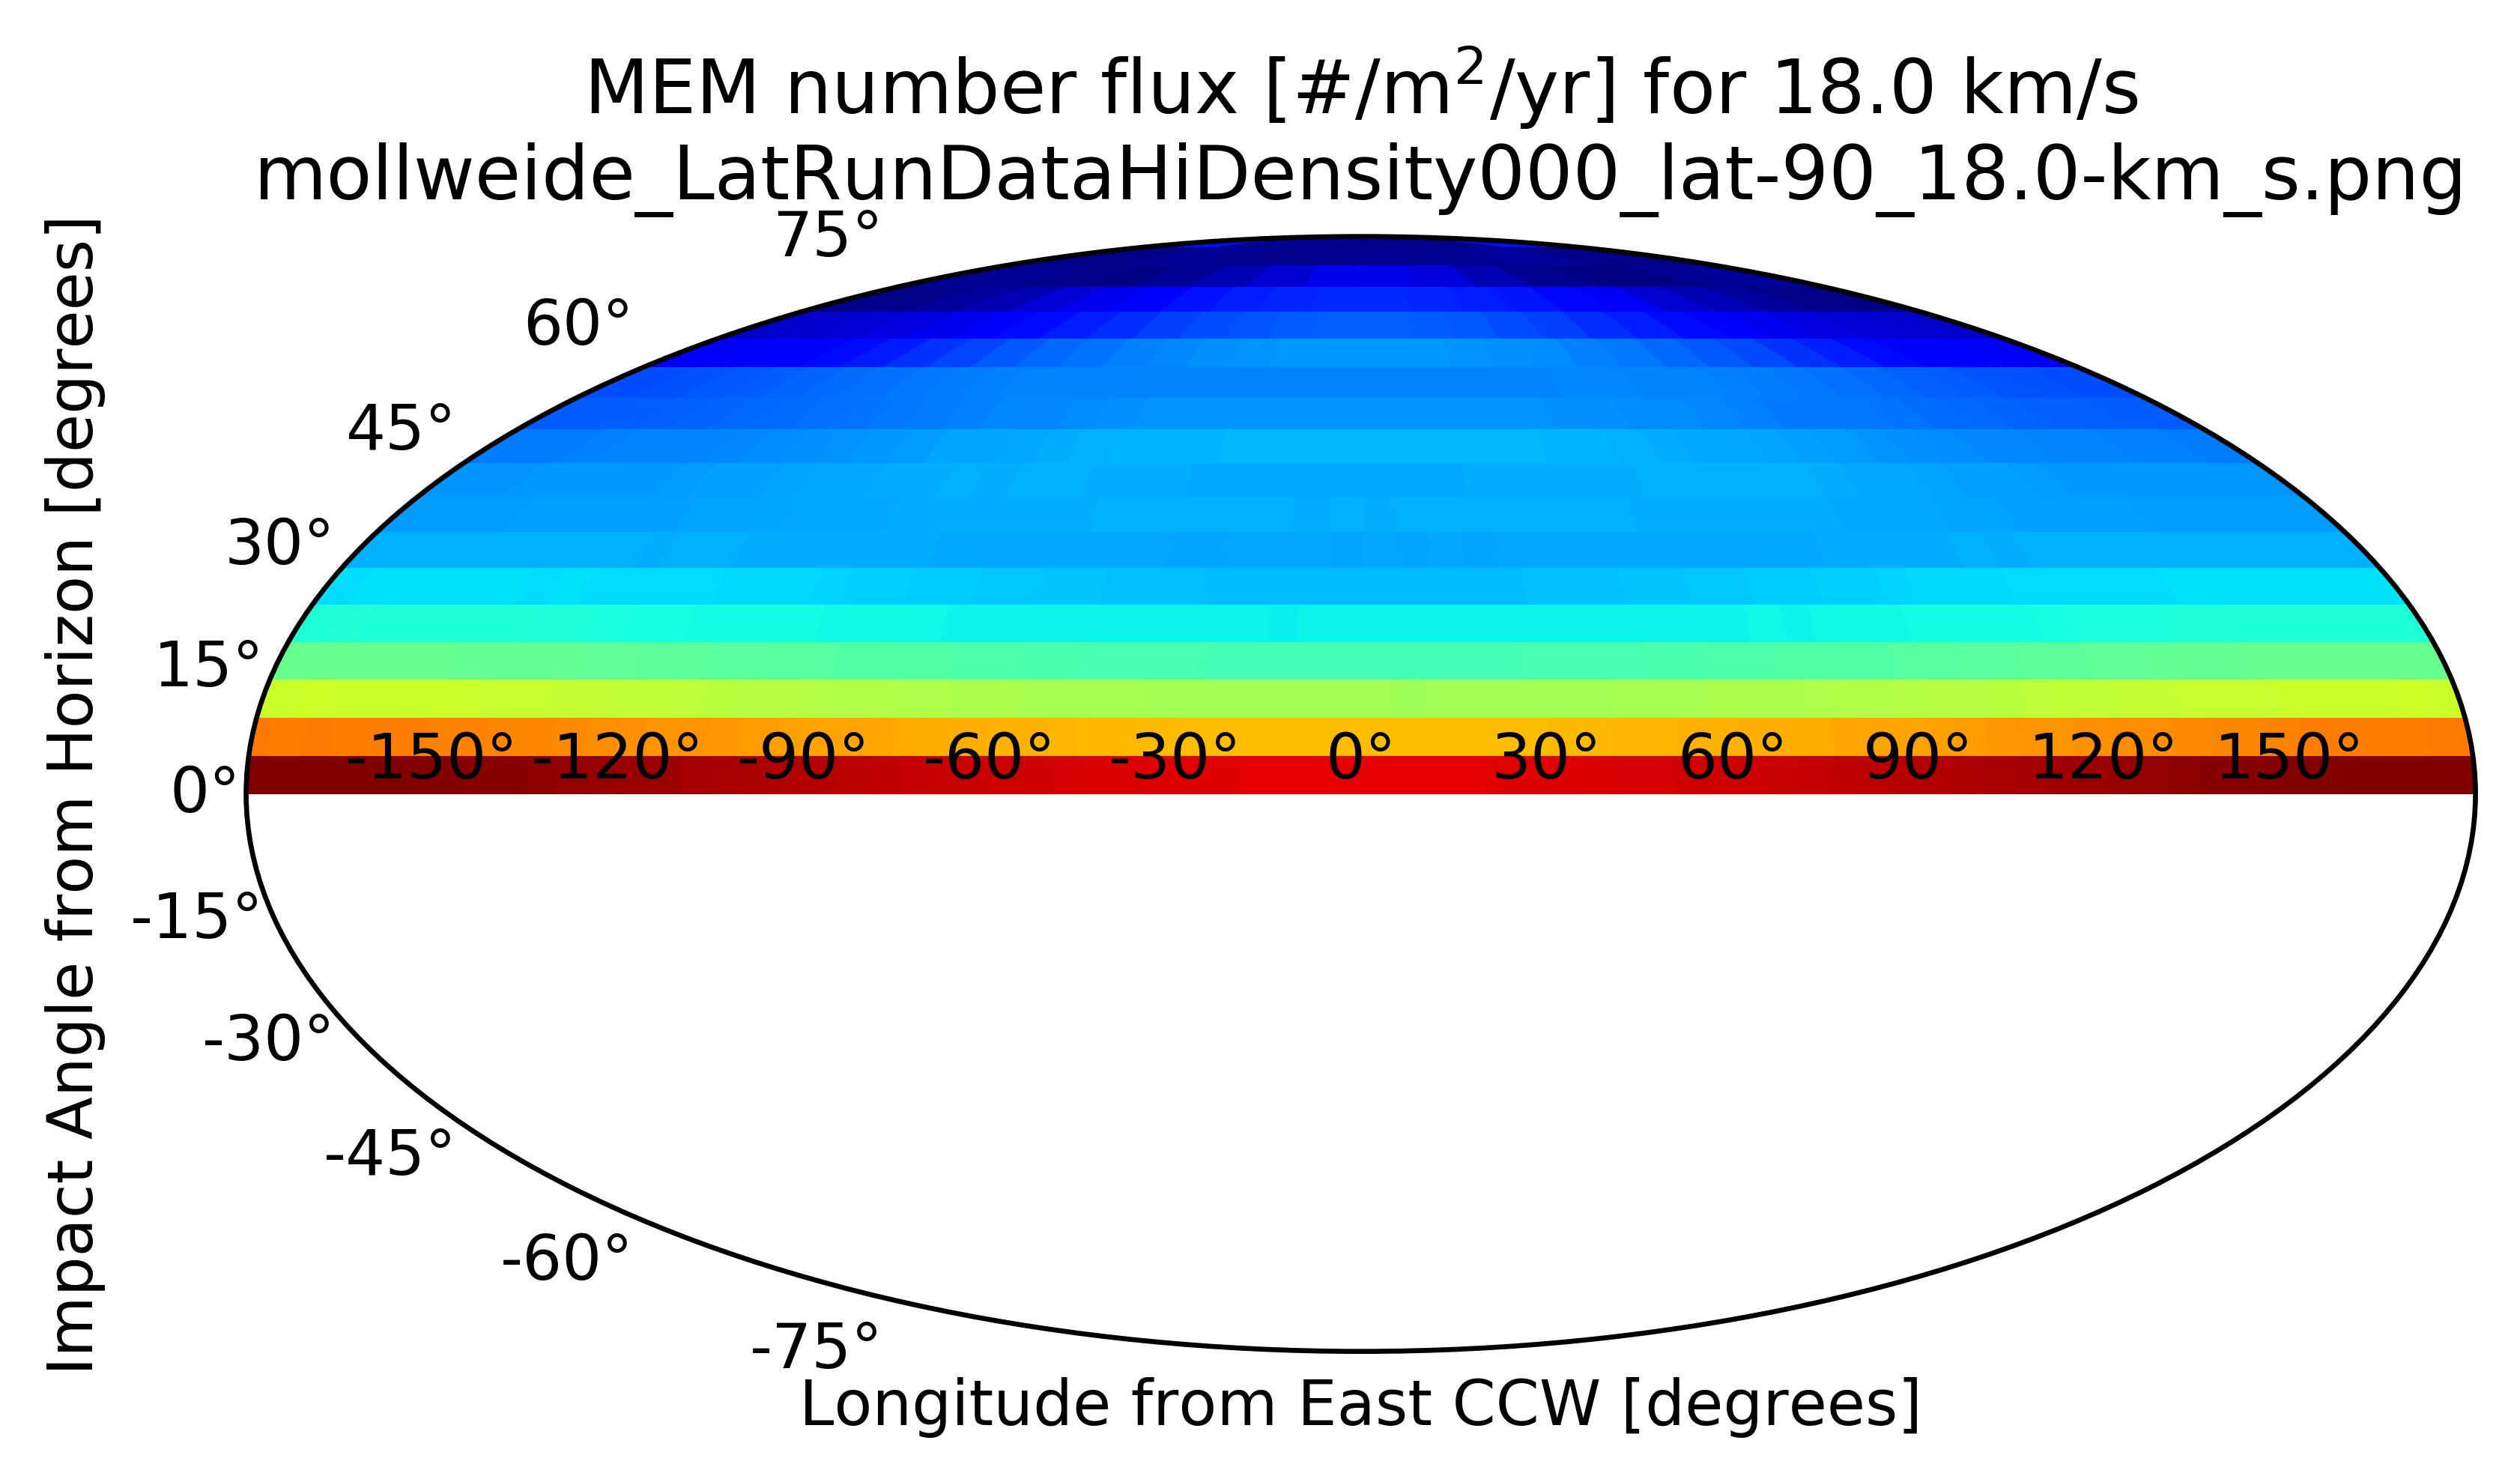 MEM number flux [#/m²/yr] for 18.0 km/s
mollweide_LatRunDataHiDensity000_lat-90_18.0-km_s.png
75°
60°
45°
30°
15°
0°
-15°
-30°
-45°
-60°
-75°
-150° -120° -90° -60° -30° 0° 30° 60° 90° 120° 150°
Impact Angle from Horizon [degrees]
Longitude from East CCW [degrees]